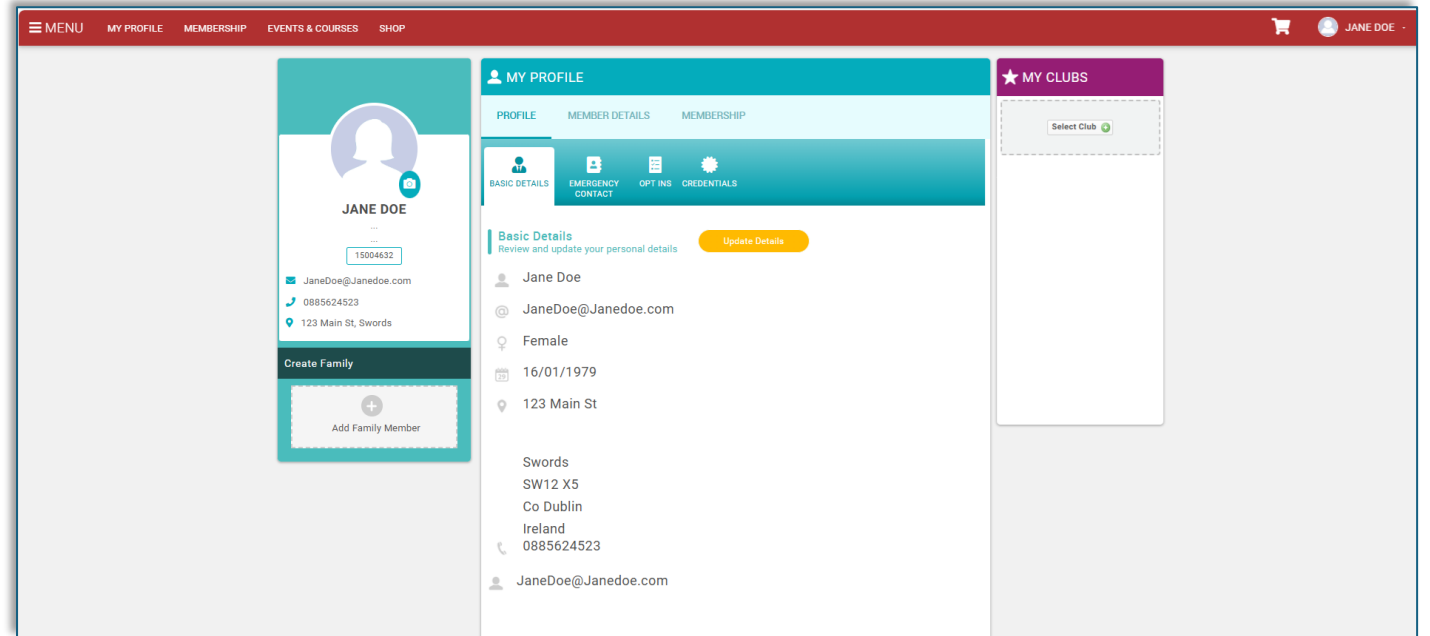 MENU MY PROFILE MEMBERSHIP EVENTS & COURSES SHOP JANE DOE
JANE DOE
...
...
15004632
JaneDoe@Janedoe.com
0885624523
123 Main St, Swords
Create Family
Add Family Member
MY PROFILE
PROFILE MEMBER DETAILS MEMBERSHIP
BASIC DETAILS
EMERGENCY
CONTACT
OPT INS
CREDENTIALS
Basic Details
Review and update your personal details
Update Details
Jane Doe
@ JaneDoe@Janedoe.com
Female
29 16/01/1979
123 Main St
Swords
SW12 X5
Co Dublin
Ireland
0885624523
JaneDoe@Janedoe.com
MY CLUBS
Select Club